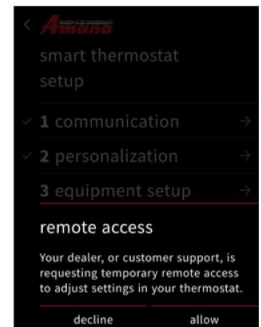 Amana
smart thermostat
setup
1 communication
2 personalization
3 equipment setup
remote access
Your dealer, or customer support, is
requesting temporary remote access
to adjust settings in your thermostat.
decline allow